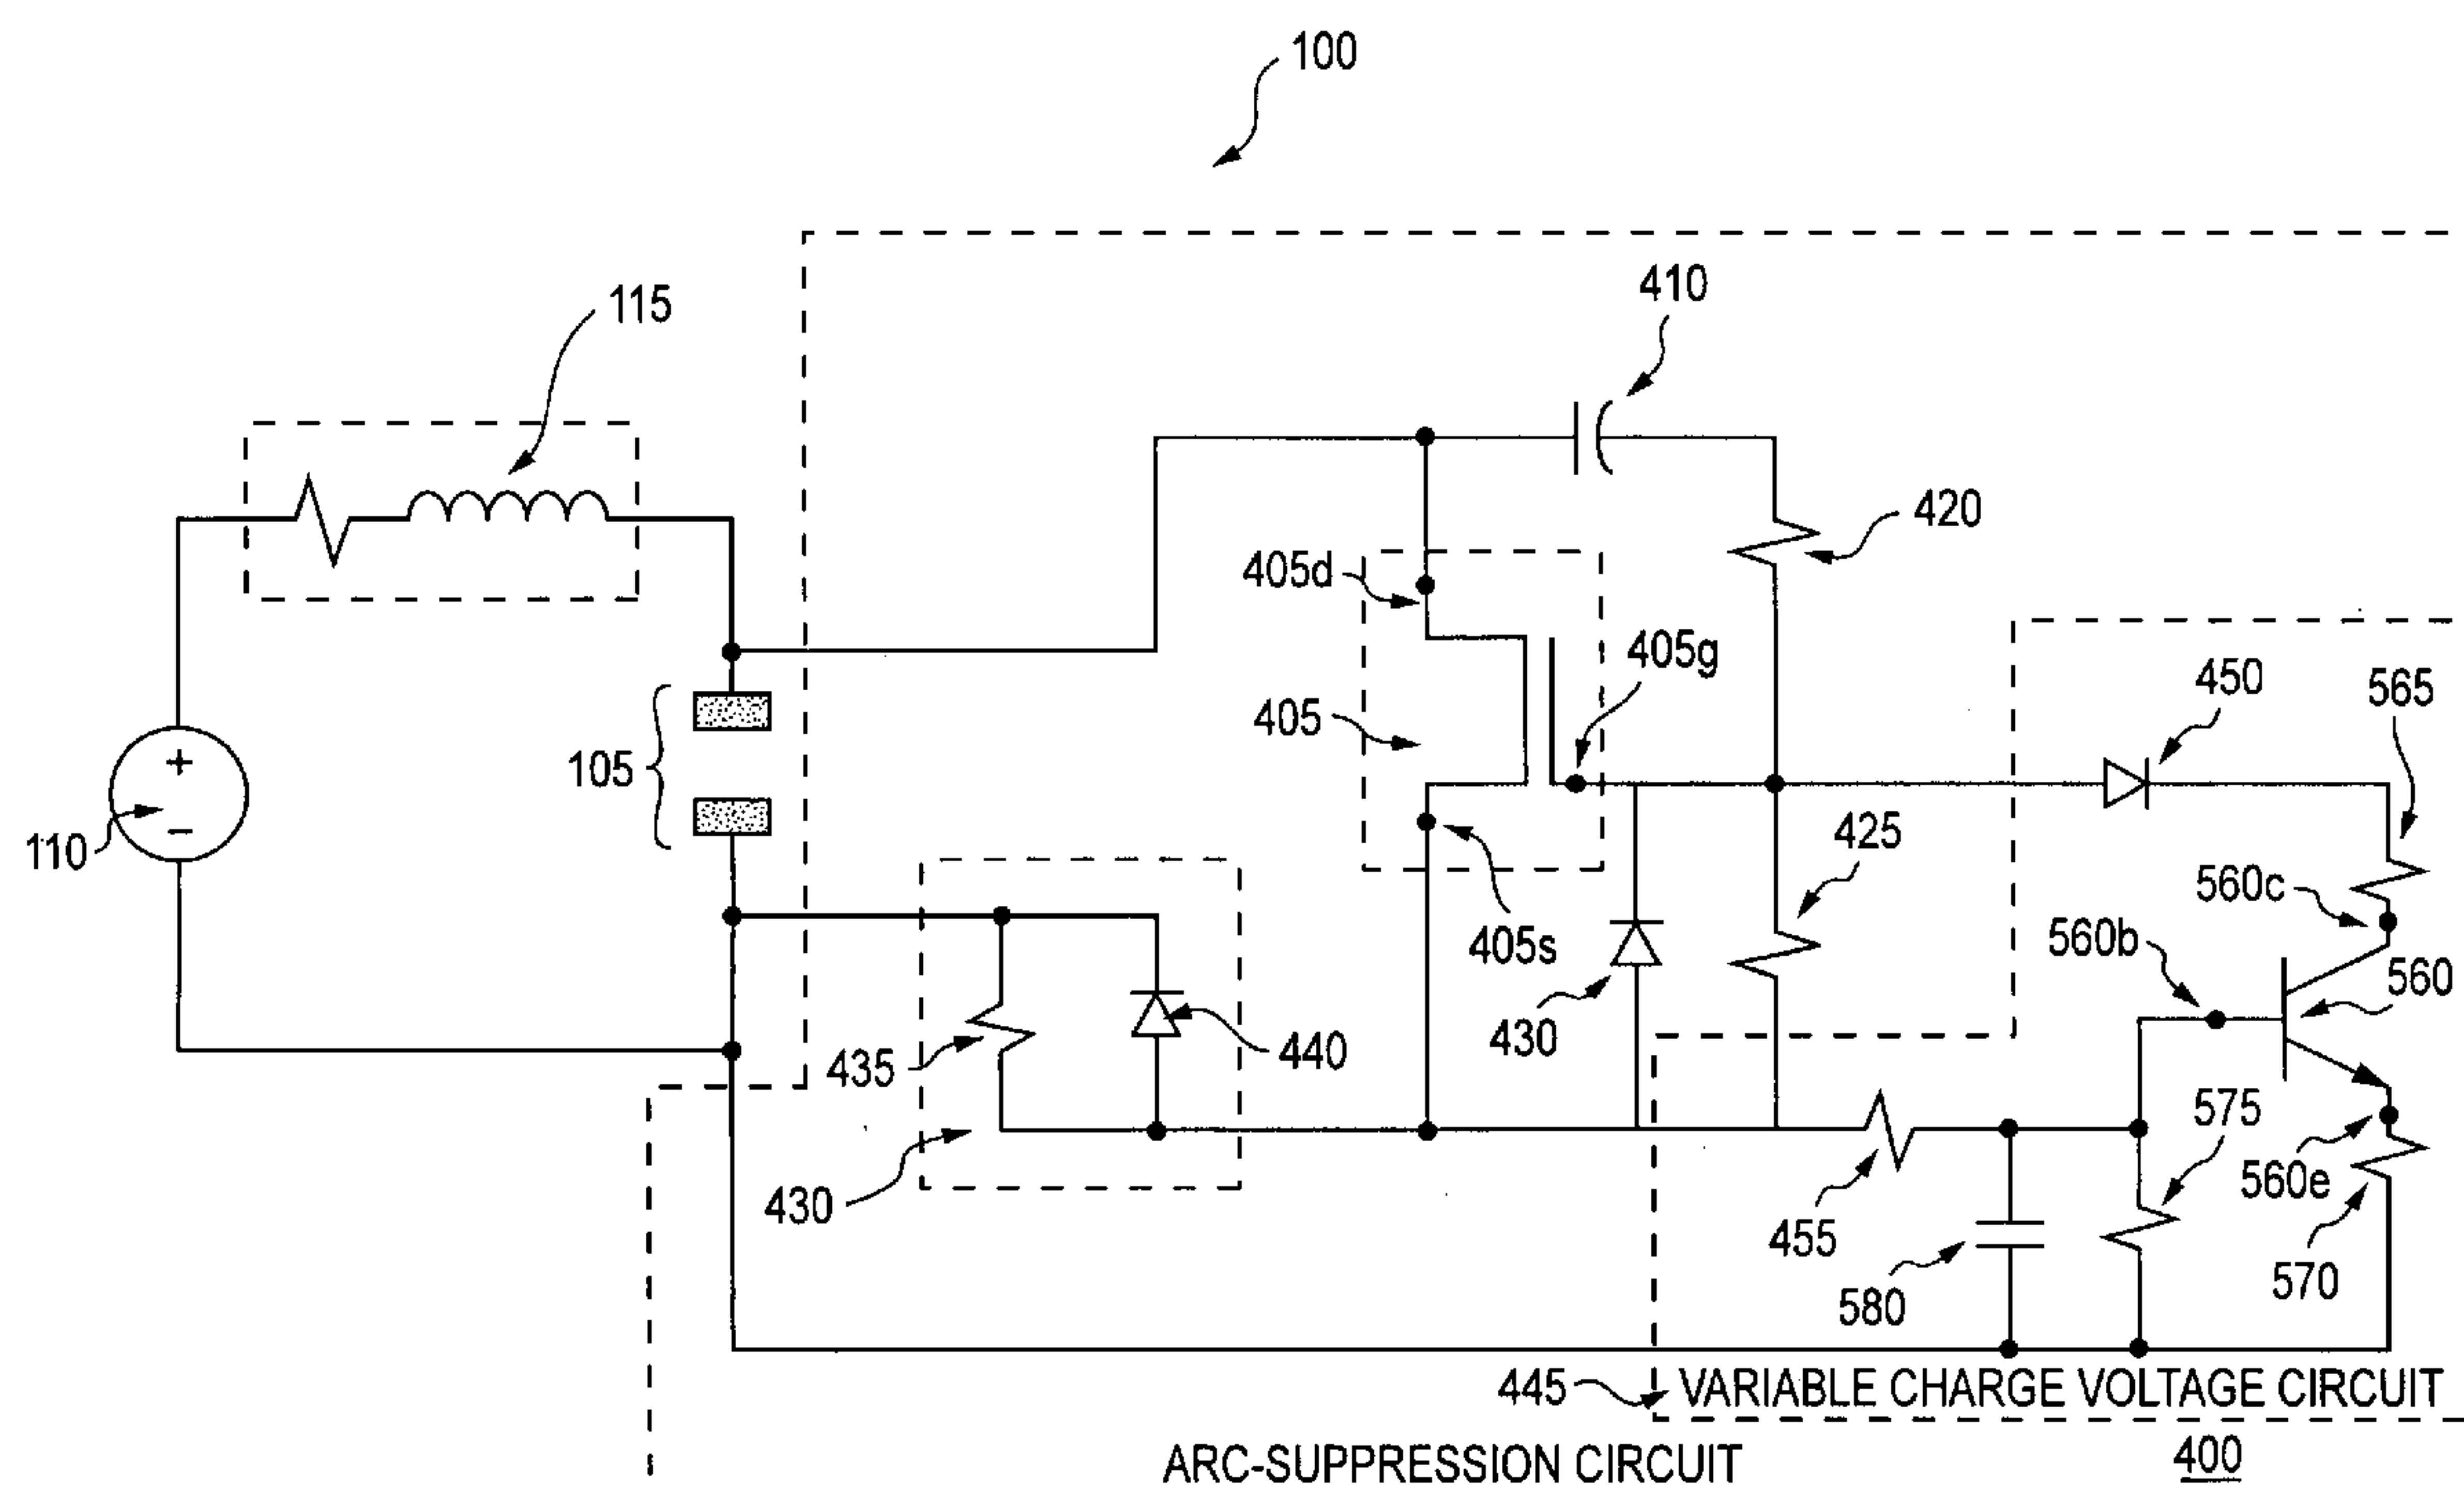 100
410
115
420
405d
405g
450
565
405
105
+
−
110
425
560c
560b
405s
560
430
440
435
575
560e
430
455
570
580
445
VARIABLE CHARGE VOLTAGE CIRCUIT
ARC-SUPPRESSION CIRCUIT
400